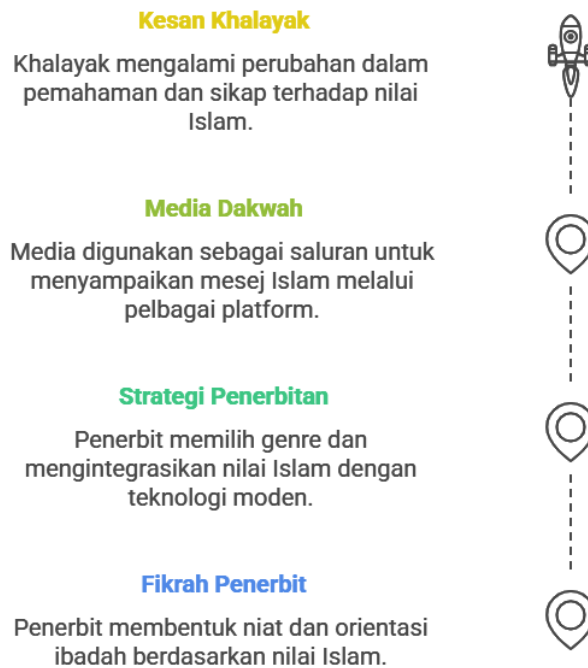 Kesan Khalayak
Khalayak mengalami perubahan dalam
pemahaman dan sikap terhadap nilai
Islam.
Media Dakwah
Media digunakan sebagai saluran untuk
menyampaikan mesej Islam melalui
pelbagai platform.
Strategi Penerbitan
Penerbit memilih genre dan
mengintegrasikan nilai Islam dengan
teknologi moden.
Fikrah Penerbit
Penerbit membentuk niat dan orientasi
ibadah berdasarkan nilai Islam.